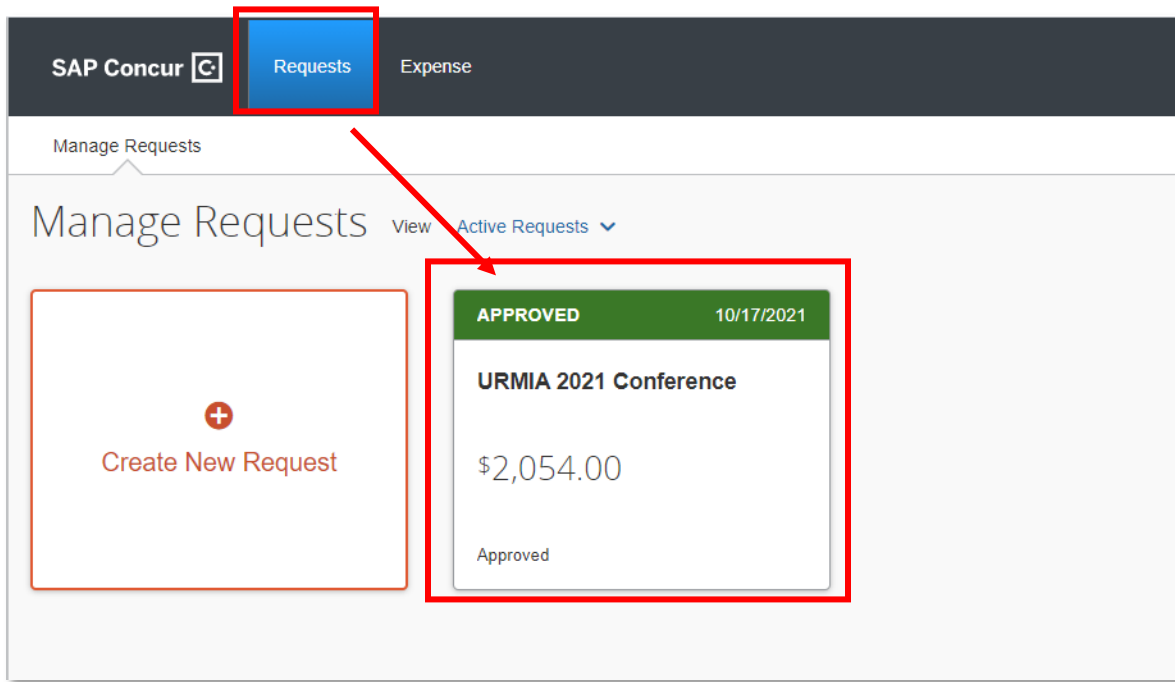 SAP Concur C Requests Expense
Manage Requests
Manage Requests View Active Requests
APPROVED 10/17/2021
URMIA 2021 Conference
Create New Request
$2,054.00
Approved